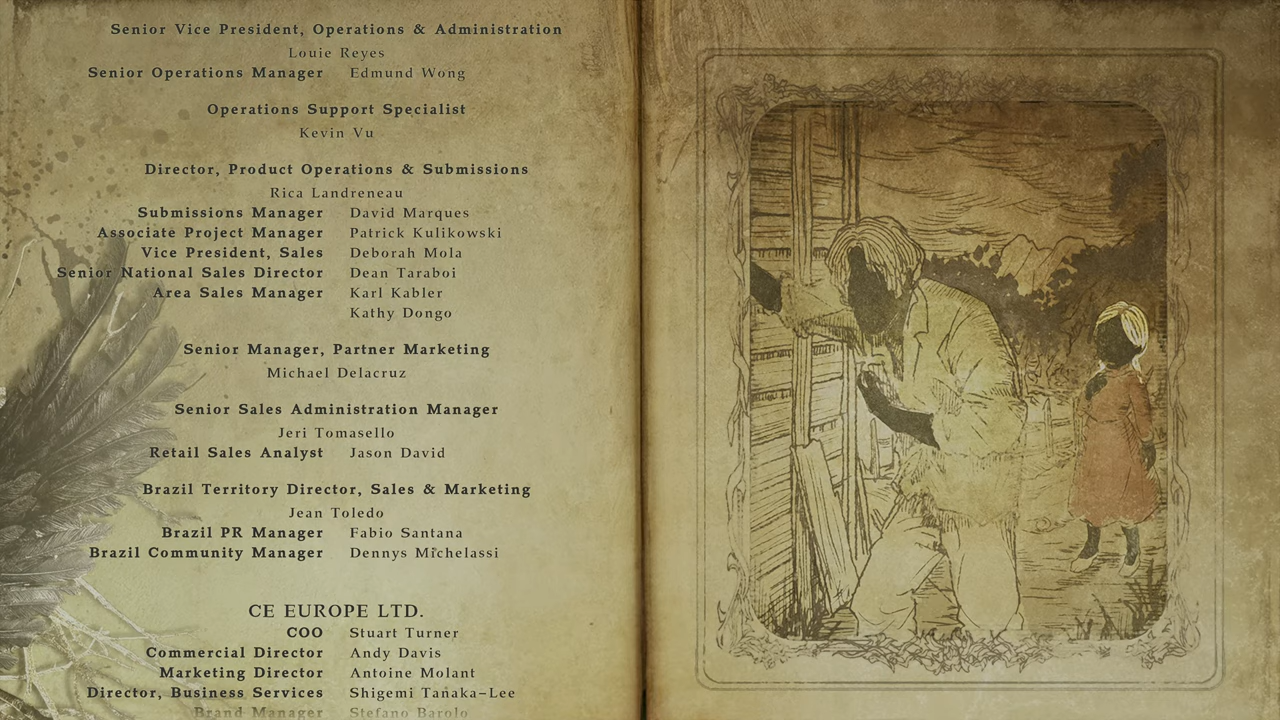 Senior Vice President, Operations & Administration
Louie Reyes
Senior Operations Manager Edmund Wong
Operations Support Specialist
Kevin Vu
Director, Product Operations & Submissions
Rica Landreneau
Submissions Manager David Marques
Associate Project Manager Patrick Kulikowski
Vice President, Sales Deborah Mola
Senior National Sales Director Dean Taraboi
Area Sales Manager Karl Kabler
Kathy Dongo
Senior Manager, Partner Marketing
Michael Delacruz
Senior Sales Administration Manager
Jeri Tomasello
Retail Sales Analyst Jason David
Brazil Territory Director, Sales & Marketing
Jean Toledo
Brazil PR Manager Fabio Santana
Brazil Community Manager Dennys Michelassi
CE EUROPE LTD.
COO Stuart Turner
Commercial Director Andy Davis
Marketing Director Antoine Molant
Director, Business Services Shigemi Tanaka-Lee
Brand Manager Stefano Barolo